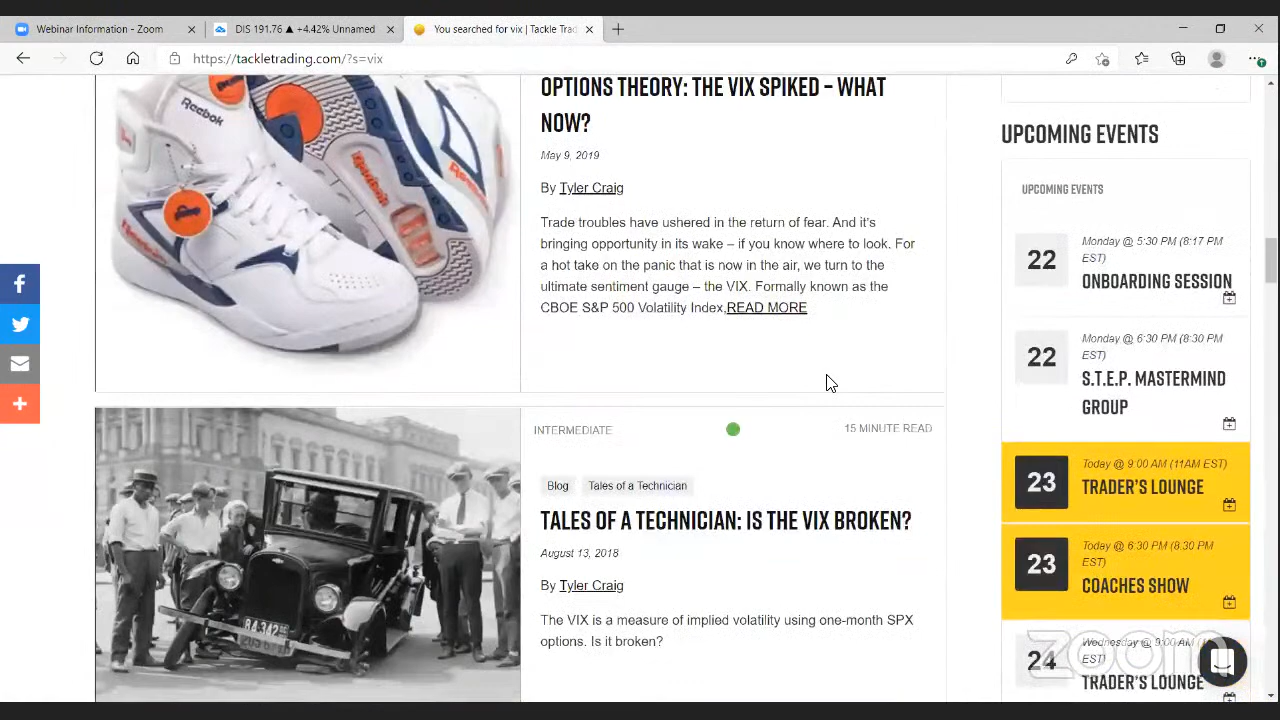 Webinar Information - Zoom
DIS 191.76 ▲ +4.42% Unnamed
You searched for vix | Tackle Trad
https://tackletrading.com/?s=vix
Reebok
OPTIONS THEORY: THE VIX SPIKED – WHAT
NOW?
May 9, 2019
By Tyler Craig
Trade troubles have ushered in the return of fear. And it's
bringing opportunity in its wake – if you know where to look. For
a hot take on the panic that is now in the air, we turn to the
ultimate sentiment gauge – the VIX. Formally known as the
CBOE S&P 500 Volatility Index,READ MORE
INTERMEDIATE
15 MINUTE READ
Blog
Tales of a Technician
TALES OF A TECHNICIAN: IS THE VIX BROKEN?
August 13, 2018
By Tyler Craig
The VIX is a measure of implied volatility using one-month SPX
options. Is it broken?
84-342
UPCOMING EVENTS
UPCOMING EVENTS
22
Monday @ 5:30 PM (8:17 PM
EST)
ONBOARDING SESSION
22
Monday @ 6:30 PM (8:30 PM
EST)
S.T.E.P. MASTERMIND
GROUP
23
Today @ 9:00 AM (11AM EST)
TRADER'S LOUNGE
23
Today @ 6:30 PM (8:30 PM
EST)
COACHES SHOW
24
Wednesday @ 9:00 AM
EST)
TRADER'S LOUNGE
zoom